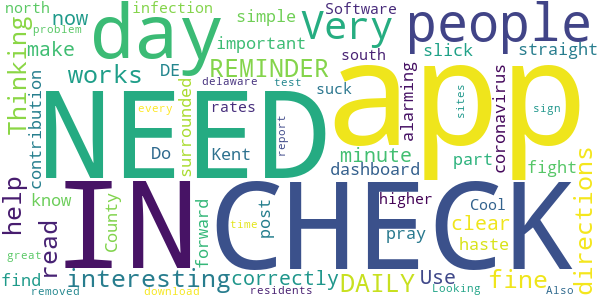 north
infection
simple
Software
now
problem
day
Very
people
Thinking
make
important
slick
straight
works
DE
REMINDER
south
contribution
surrounded
NEED
every
rates
delaware
test
suck
alarming
app
coronavirus
sites
sign
Do
Kent
report
minute
part
fight
dashboard
help
know
IN
CHECK
County
forward
post
pray
higher
Cool
directions
read
time
clear
haste
find
great
interesting
correctly
DAILY
Use
fine
removed
download
residents
Looking
Also